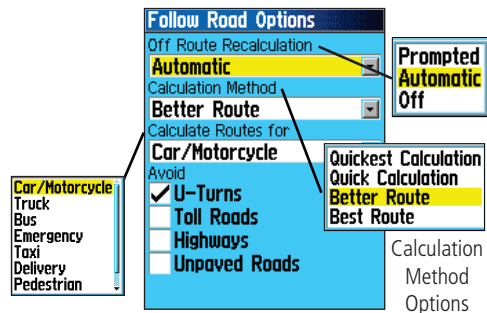 Follow Road Options
Off Route Recalculation
Automatic
Calculation Method
Better Route
Calculate Routes for
Car/Motorcycle
Avoid
U-Turns
Toll Roads
Highways
Unpaved Roads
Prompted
Automatic
Off
Quickest Calculation
Quick Calculation
Better Route
Best Route
Calculation
Method
Options
Car/Motorcycle
Truck
Bus
Emergency
Taxi
Delivery
Pedestrian